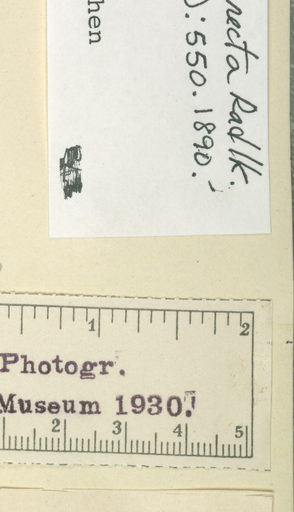 recta Radlk.
): 550. 1890.
hen
1 2
Photogr.
Museum 1930.
2 3 4 5